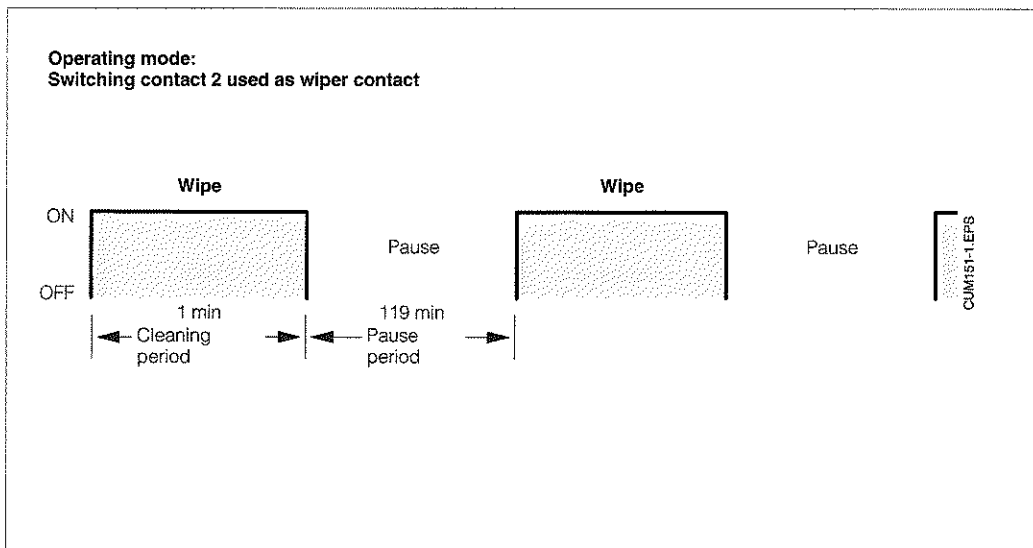 Operating mode:
Switching contact 2 used as wiper contact
Wipe
Wipe
ON
Pause
Pause
OFF
1 min
119 min
Cleaning
period
Pause
period
CUM151-1.EPS